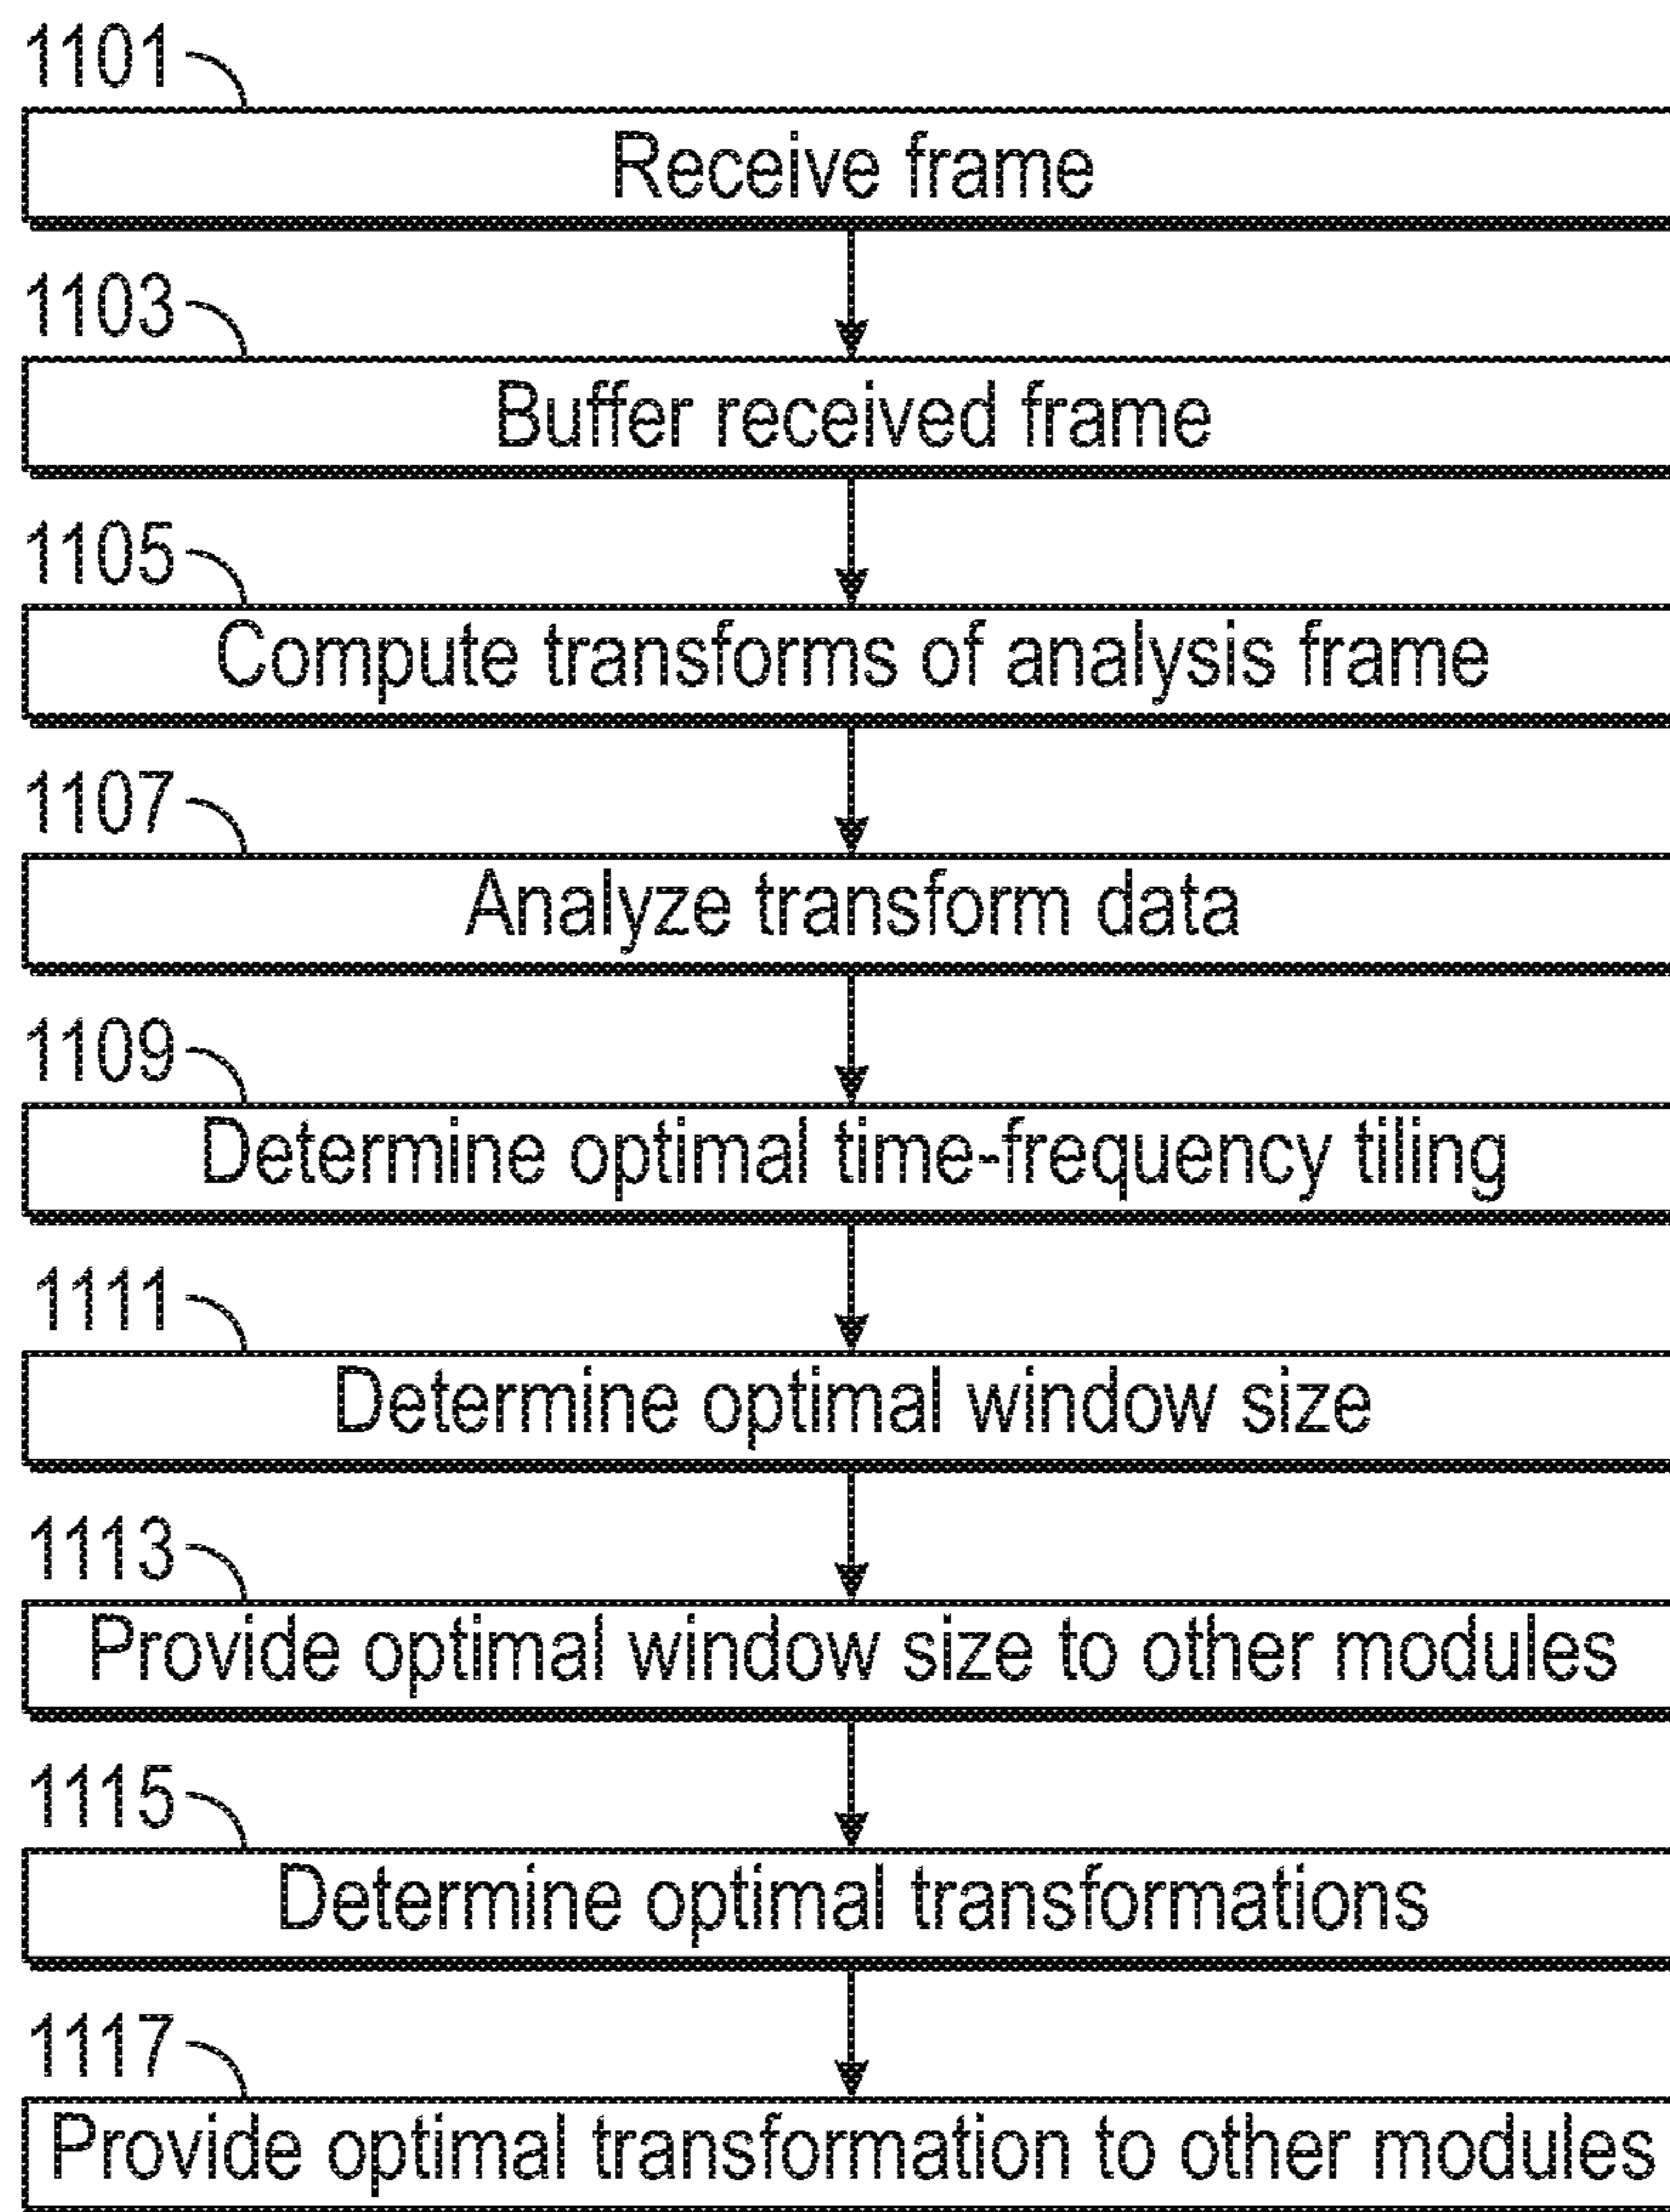 1101
Receive frame
1103
Buffer received frame
1105
Compute transforms of analysis frame
1107
Analyze transform data
1109
Determine optimal time-frequency tiling
1111
Determine optimal window size
1113
Provide optimal window size to other modules
1115
Determine optimal transformations
1117
Provide optimal transformation to other modules